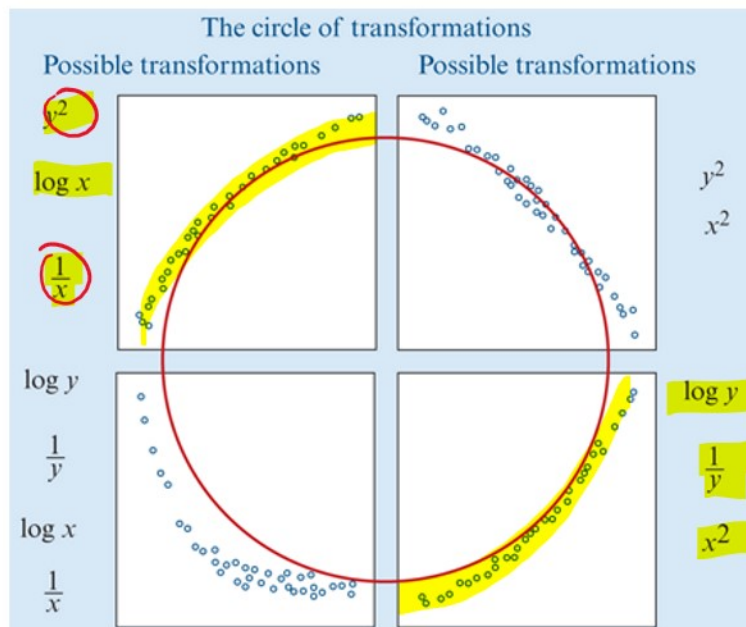 The circle of transformations
Possible transformations
Possible transformations
y²
log x
1/x
y²
x²
log y
1/y
log x
1/x
log y
1/y
x²